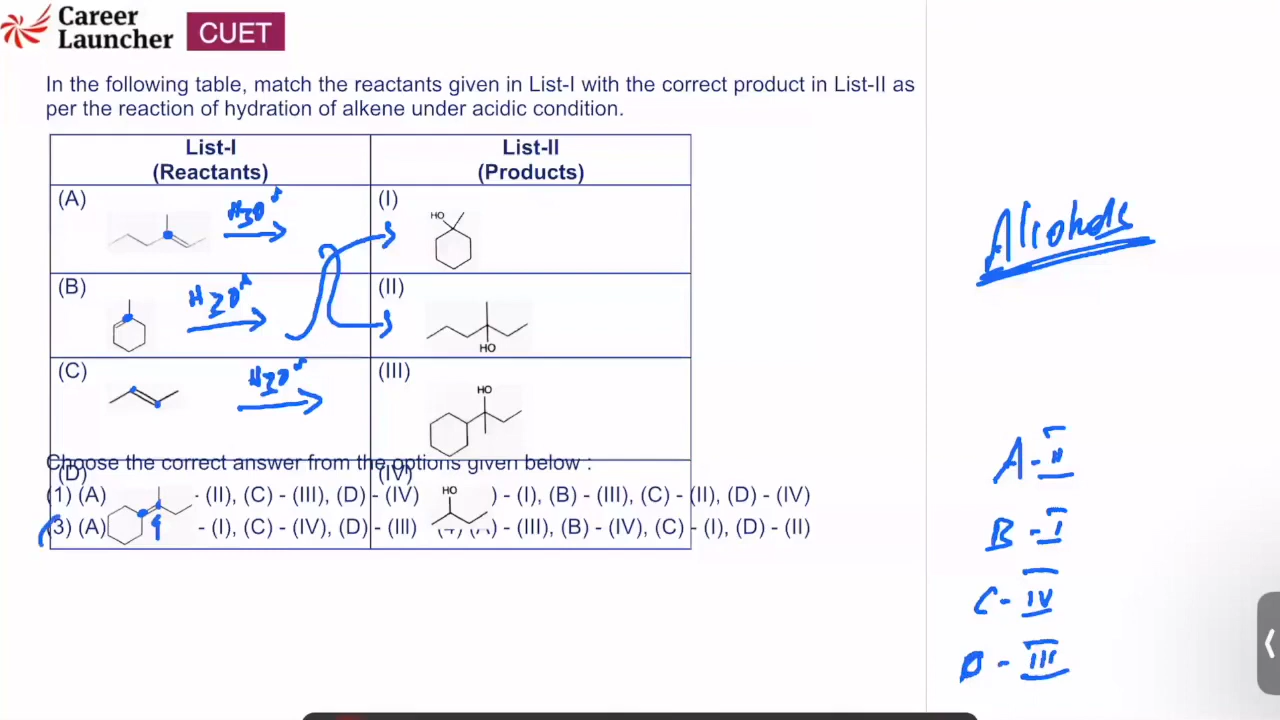 Career
Launcher
CUET
In the following table, match the reactants given in List-I with the correct product in List-II as
per the reaction of hydration of alkene under acidic condition.
List-I
(Reactants)
List-II
(Products)
(A)
H3O+
(I)
HO
(B)
H3O+
(II)
HO
(C)
H3O+
(III)
HO
Alcohols
Choose the correct answer from the options given below :
(D)
(IV)
HO
(1) (A) - (II), (C) - (III), (D) - (IV) ) - (I), (B) - (III), (C) - (II), (D) - (IV)
(3) (A) - (I), (C) - (IV), (D) - (III) (4) (A) - (III), (B) - (IV), (C) - (I), (D) - (II)
A - II
B - I
C - IV
D - III